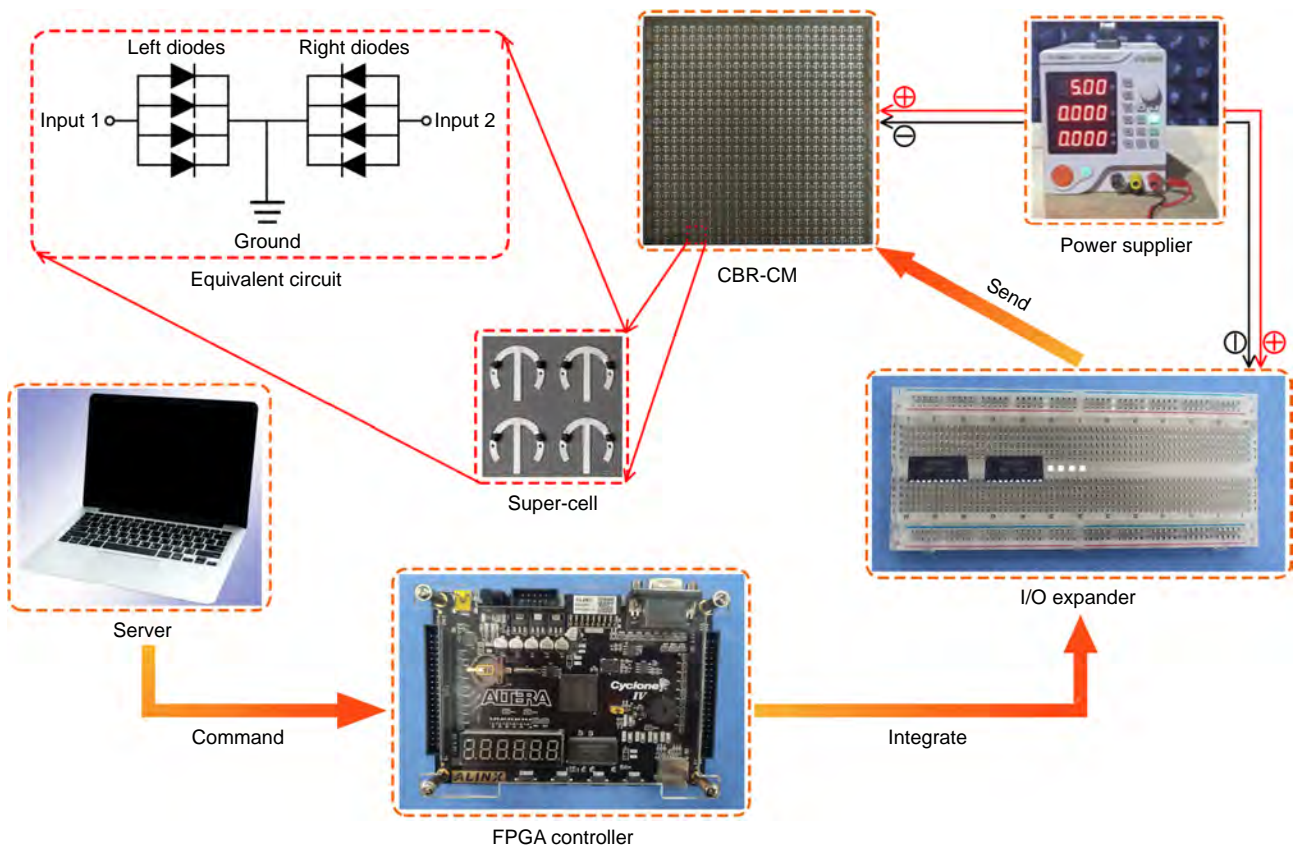 Left diodes
Right diodes
Input 1
Input 2
Ground
Equivalent circuit
CBR-CM
5.00
0.000
0.000
Power supplier
Send
Super-cell
Server
I/O expander
Command
ALTERA
Cyclone
IV
ALINX
Integrate
FPGA controller